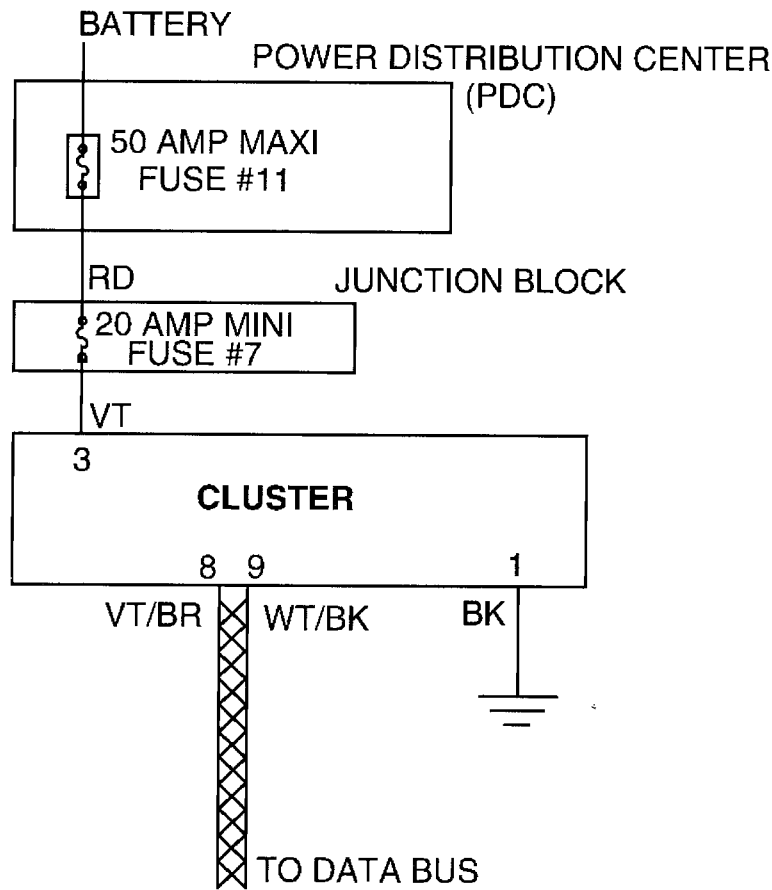 BATTERY
POWER DISTRIBUTION CENTER
(PDC)
50 AMP MAXI
FUSE #11
RD
JUNCTION BLOCK
20 AMP MINI
FUSE #7
VT
3
CLUSTER
8 9
1
VT/BR
WT/BK
BK
TO DATA BUS